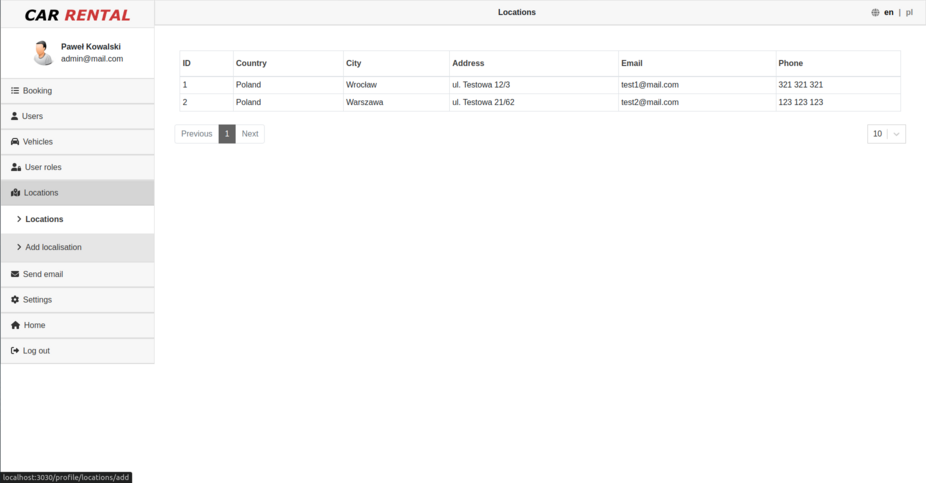 CAR RENTAL
Locations
en | pl
Paweł Kowalski
admin@mail.com
Booking
Users
Vehicles
User roles
Locations
Locations
Add localisation
Send email
Settings
Home
Log out
ID Country City Address Email Phone
1 Poland Wrocław ul. Testowa 12/3 test1@mail.com 321 321 321
2 Poland Warszawa ul. Testowa 21/62 test2@mail.com 123 123 123
Previous 1 Next
10
localhost:3030/profile/locations/add